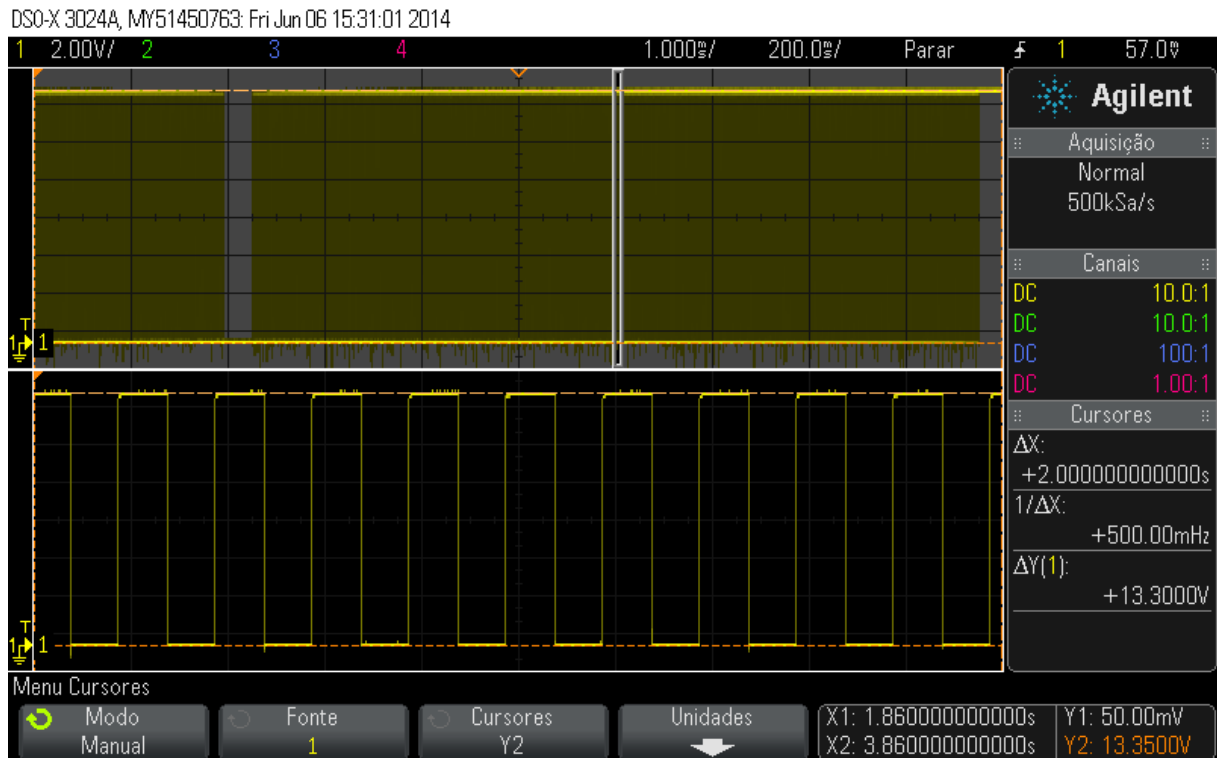 DSO-X 3024A, MY51450763: Fri Jun 06 15:31:01 2014
1 2.00V/ 2 3 4 1.000s/ 200.0s/ Parar 1 57.0V
Agilent
Aquisição
Normal
500kSa/s
Canais
DC 10.0:1
DC 10.0:1
DC 100:1
DC 1.00:1
Cursores
ΔX:
+2.000000000000s
1/ΔX:
+500.00mHz
ΔY(1):
+13.3000V
T
1 1
T
1 1
Menu Cursores
Modo
Manual
Fonte
1
Cursores
Y2
Unidades
X1: 1.860000000000s
X2: 3.860000000000s
Y1: 50.00mV
Y2: 13.3500V